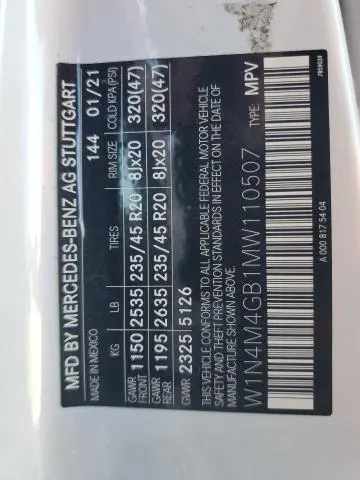 MFD BY MERCEDES-BENZ AG STUTTGART
MADE IN MEXICO 144 01/21
KG LB TIRES RIM SIZE COLD KPA (PSI)
GAWR FRONT 1150 2535 235/45 R20 8Jx20 320(47)
GAWR REAR 1195 2635 235/45 R20 8Jx20 320(47)
GVWR 2325 5126
THIS VEHICLE CONFORMS TO ALL APPLICABLE FEDERAL MOTOR VEHICLE
SAFETY AND THEFT PREVENTION STANDARDS IN EFFECT ON THE DATE OF
MANUFACTURE SHOWN ABOVE.
W1N4M4GB1MW110507 TYPE: MPV
A 000 817 54 04